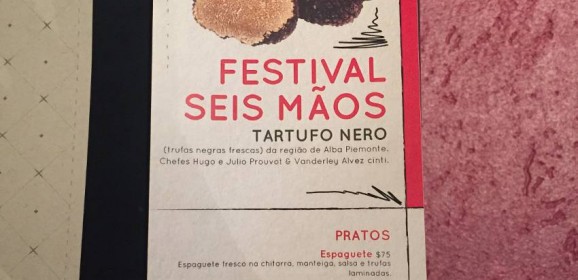 FESTIVAL
SEIS MÃOS
TARTUFO NERO
(trufas negras frescas) da região de Alba Piemonte.
Chefes Hugo e Julio Prouvot & Vanderley Alvez cinti.
PRATOS
Espaguete $75
Espaguete fresco na chitarra, manteiga, salsa e trufas
laminadas.